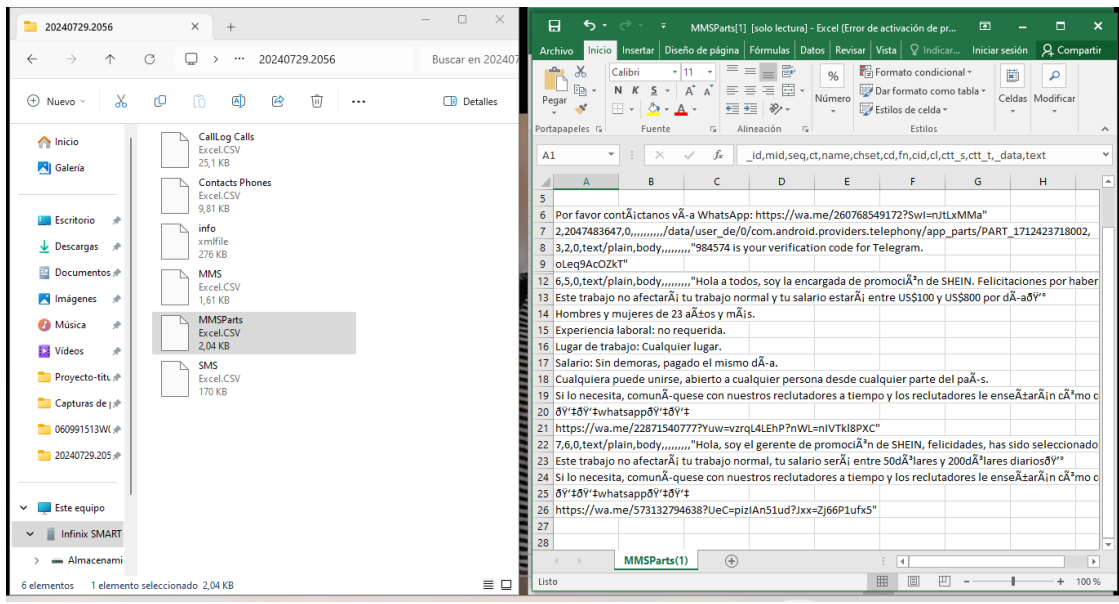 20240729.2056
20240729.2056
Buscar en 202407
Nuevo
Detalles
Inicio
Galería
Escritorio
Descargas
Documentos
Imágenes
Música
Vídeos
Proyecto-titu
Capturas de
060991513W(
20240729.205
Este equipo
Infinix SMART
Almacenami
CallLog Calls
Excel.CSV
25,1 KB
Contacts Phones
Excel.CSV
9,81 KB
info
xmlfile
276 KB
MMS
Excel.CSV
1,61 KB
MMSParts
Excel.CSV
2,04 KB
SMS
Excel.CSV
170 KB
6 elementos 1 elemento seleccionado 2,04 KB
MMSParts[1] [solo lectura] - Excel (Error de activación de pr...
Archivo Inicio Insertar Diseño de página Fórmulas Datos Revisar Vista Indicar... Iniciar sesión Compartir
Pegar
Calibri 11
N K S
Número
Formato condicional
Dar formato como tabla
Estilos de celda
Celdas Modificar
Portapapeles Fuente Alineación Estilos
A1 fx _id,mid,seq,ct,name,chset,cd,fn,cid,cl,ctt_s,ctt_t,_data,text
A B C D E F G H
5
6 Por favor contÃ¡ctanos vÃ-a WhatsApp: https://wa.me/260768549172?SwI=nJtLxMMa"
7 2,2047483647,0,,,,,,,,,,/data/user_de/0/com.android.providers.telephony/app_parts/PART_1712423718002,
8 3,2,0,text/plain,body,,,,,,,,,"984574 is your verification code for Telegram.
9 oLeq9AcOZkT"
12 6,5,0,text/plain,body,,,,,,,,,"Hola a todos, soy la encargada de promociÃ³n de SHEIN. Felicitaciones por haber
13 Este trabajo no afectarÃ¡ tu trabajo normal y tu salario estarÃ¡ entre US$100 y US$800 por dÃ-aðŸ'°
14 Hombres y mujeres de 23 aÃ±os y mÃ¡s.
15 Experiencia laboral: no requerida.
16 Lugar de trabajo: Cualquier lugar.
17 Salario: Sin demoras, pagado el mismo dÃ-a.
18 Cualquiera puede unirse, abierto a cualquier persona desde cualquier parte del paÃ-s.
19 Si lo necesita, comunÃ-quese con nuestros reclutadores a tiempo y los reclutadores le enseÃ±arÃ¡n cÃ³mo
20 ðŸ'‡ðŸ'‡whatsappðŸ'‡ðŸ'‡
21 https://wa.me/22871540777?Yuw=vzrqL4LEhP?nWL=nIVTkl8PXC"
22 7,6,0,text/plain,body,,,,,,,,,"Hola, soy el gerente de promociÃ³n de SHEIN, felicidades, has sido seleccionado
23 Este trabajo no afectarÃ¡ tu trabajo normal, tu salario serÃ¡ entre 50dÃ³lares y 200dÃ³lares diariosðŸ'°
24 Si lo necesita, comunÃ-quese con nuestros reclutadores a tiempo y los reclutadores le enseÃ±arÃ¡n cÃ³mo
25 ðŸ'‡ðŸ'‡whatsappðŸ'‡ðŸ'‡
26 https://wa.me/573132794638?UeC=pizIAn51ud?Jxx=Zj66P1ufx5"
27
28
MMSParts(1)
Listo
100 %